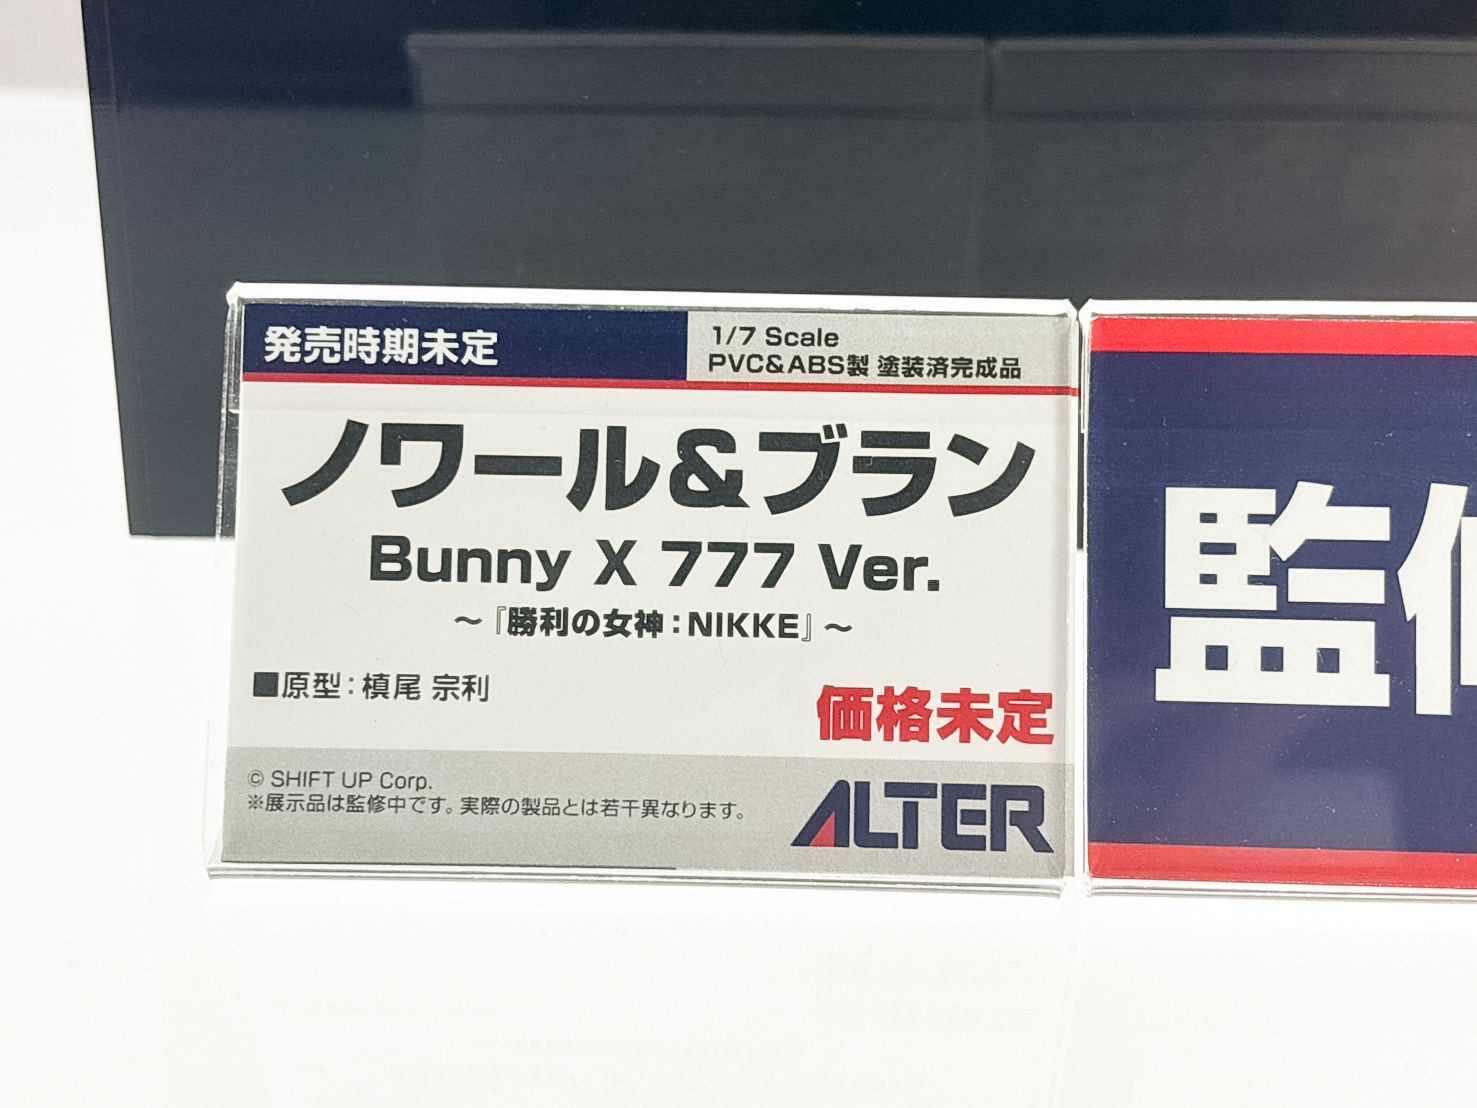 発売時期未定
1/7 Scale
PVC&ABS製 塗装済完成品
ノワール&ブラン
Bunny X 777 Ver.
～『勝利の女神：NIKKE』～
■原型：槙尾 宗利
価格未定
© SHIFT UP Corp.
※展示品は監修中です。実際の製品とは若干異なります。
ALTER
監